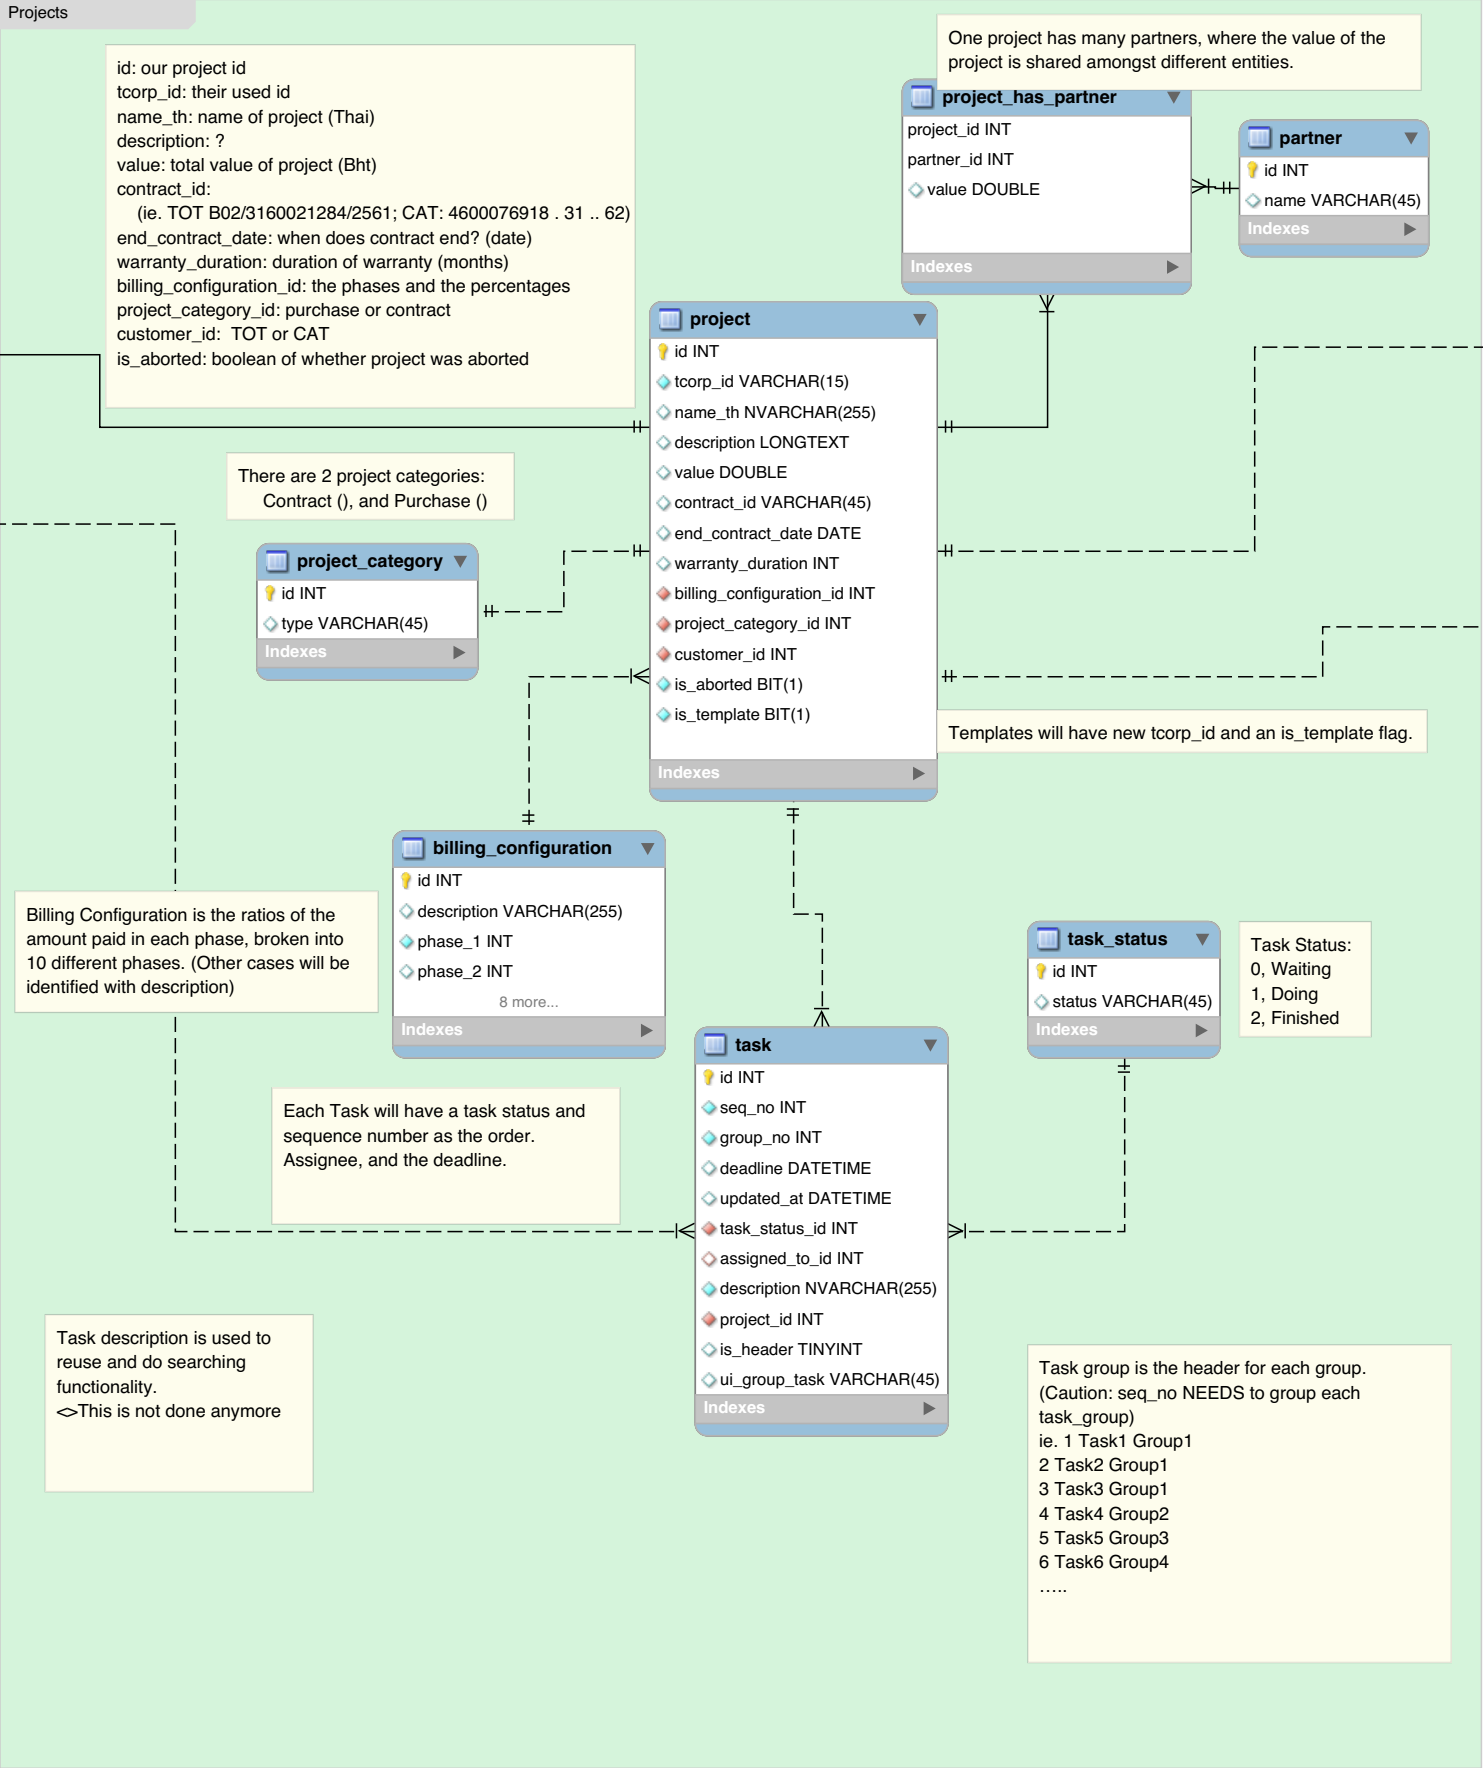 Projects
One project has many partners, where the value of the
project is shared amongst different entities.
id: our project id
tcorp_id: their used id
name_th: name of project (Thai)
description: ?
value: total value of project (Bht)
contract_id:
(ie. TOT B02/3160021284/2561; CAT: 4600076918 . 31 .. 62)
end_contract_date: when does contract end? (date)
warranty_duration: duration of warranty (months)
billing_configuration_id: the phases and the percentages
project_category_id: purchase or contract
customer_id:  TOT or CAT
is_aborted: boolean of whether project was aborted
project_has_partner
project_id INT
partner_id INT
value DOUBLE
Indexes
partner
id INT
name VARCHAR(45)
Indexes
project
id INT
tcorp_id VARCHAR(15)
name_th NVARCHAR(255)
description LONGTEXT
value DOUBLE
contract_id VARCHAR(45)
end_contract_date DATE
warranty_duration INT
billing_configuration_id INT
project_category_id INT
customer_id INT
is_aborted BIT(1)
is_template BIT(1)
Indexes
There are 2 project categories:
Contract (), and Purchase ()
project_category
id INT
type VARCHAR(45)
Indexes
Templates will have new tcorp_id and an is_template flag.
billing_configuration
id INT
description VARCHAR(255)
phase_1 INT
phase_2 INT
8 more...
Indexes
Billing Configuration is the ratios of the
amount paid in each phase, broken into
10 different phases. (Other cases will be
identified with description)
task_status
id INT
status VARCHAR(45)
Indexes
Task Status:
0, Waiting
1, Doing
2, Finished
task
id INT
seq_no INT
group_no INT
deadline DATETIME
updated_at DATETIME
task_status_id INT
assigned_to_id INT
description NVARCHAR(255)
project_id INT
is_header TINYINT
ui_group_task VARCHAR(45)
Indexes
Each Task will have a task status and
sequence number as the order.
Assignee, and the deadline.
Task description is used to
reuse and do searching
functionality.
<>This is not done anymore
Task group is the header for each group.
(Caution: seq_no NEEDS to group each
task_group)
ie. 1 Task1 Group1
2 Task2 Group1
3 Task3 Group1
4 Task4 Group2
5 Task5 Group3
6 Task6 Group4
…..